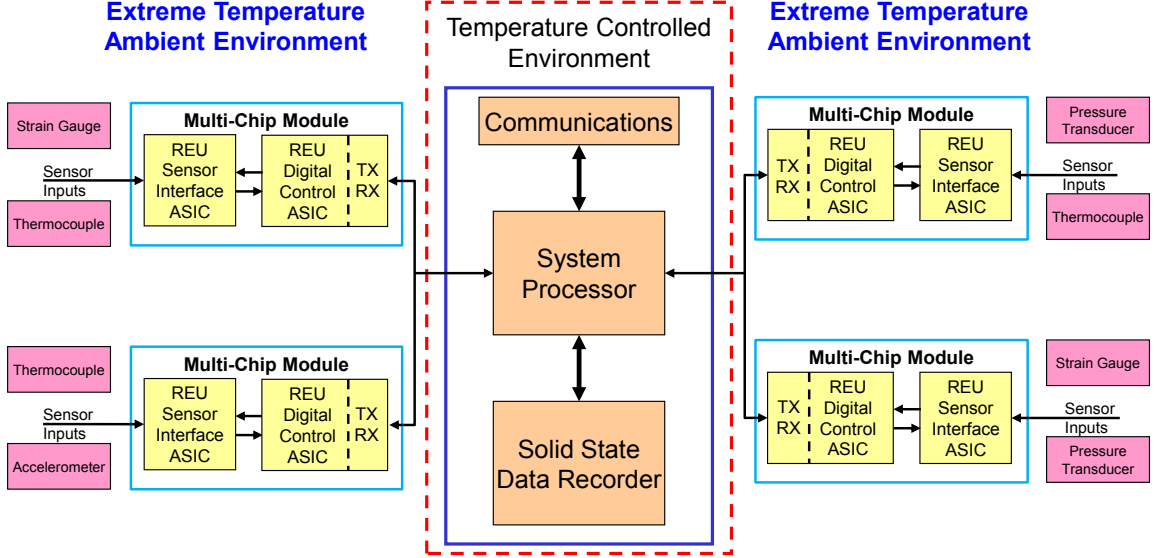 Extreme Temperature
Ambient Environment
Temperature Controlled
Environment
Extreme Temperature
Ambient Environment
Strain Gauge
Sensor
Inputs
Thermocouple
Multi-Chip Module
REU
Sensor
Interface
ASIC
REU
Digital
Control
ASIC
TX
RX
Communications
System
Processor
Solid State
Data Recorder
Multi-Chip Module
TX
RX
REU
Digital
Control
ASIC
REU
Sensor
Interface
ASIC
Pressure
Transducer
Sensor
Inputs
Thermocouple
Thermocouple
Sensor
Inputs
Accelerometer
Multi-Chip Module
REU
Sensor
Interface
ASIC
REU
Digital
Control
ASIC
TX
RX
Multi-Chip Module
TX
RX
REU
Digital
Control
ASIC
REU
Sensor
Interface
ASIC
Strain Gauge
Sensor
Inputs
Pressure
Transducer